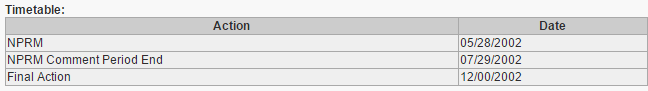 Timetable:
Action Date
NPRM 05/28/2002
NPRM Comment Period End 07/29/2002
Final Action 12/00/2002